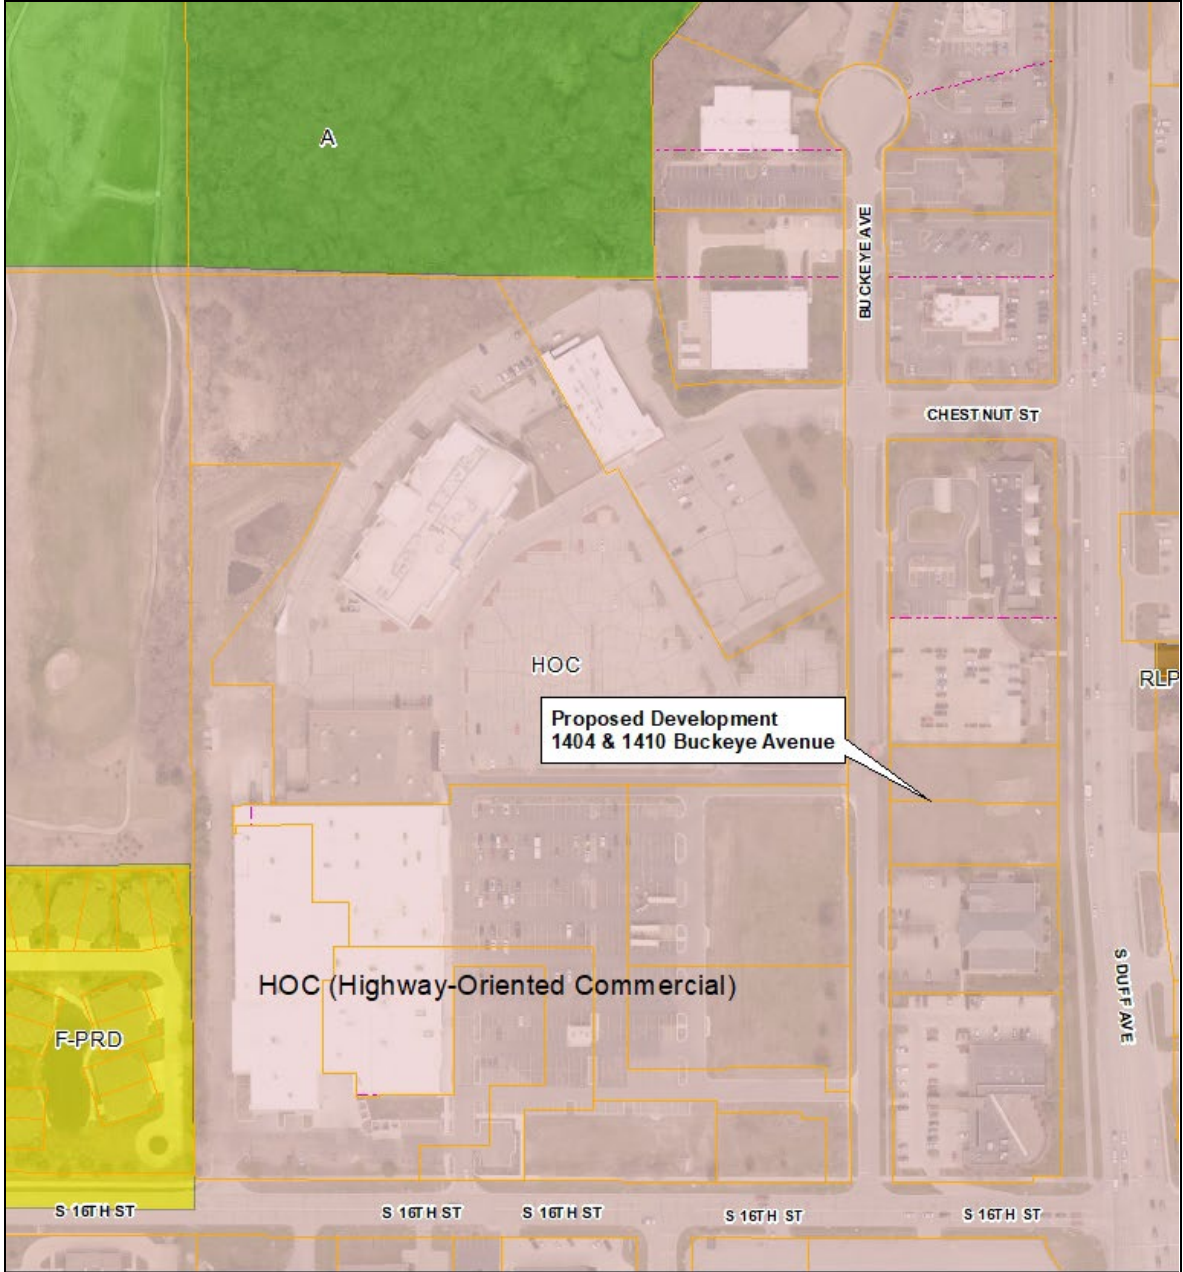 A
BUCKEYE AVE
CHESTNUT ST
HOC
RLP
Proposed Development
1404 & 1410 Buckeye Avenue
HOC (Highway-Oriented Commercial)
S DUFF AVE
F-PRD
S 16TH ST
S 16TH ST
S 16TH ST
S 16TH ST
S 16TH ST